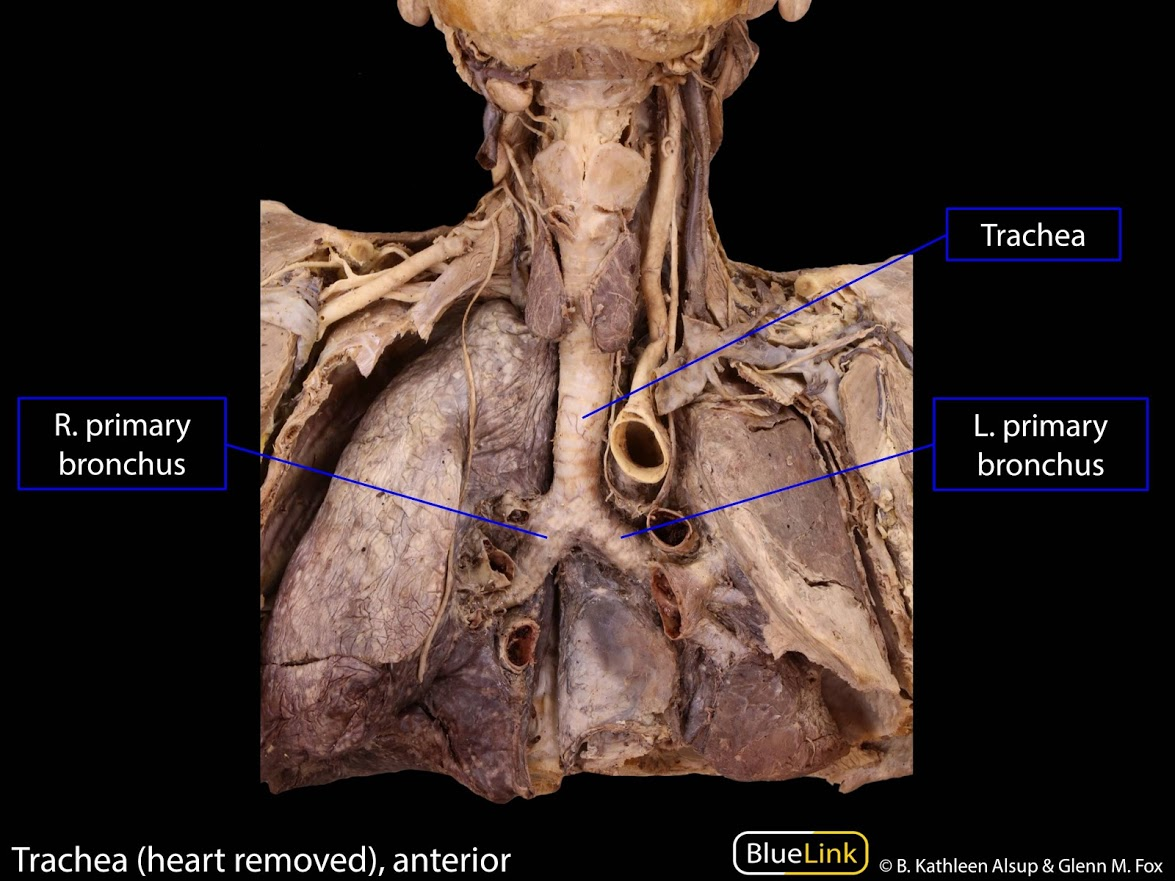 Trachea
R. primary
bronchus
L. primary
bronchus
Trachea (heart removed), anterior
BlueLink
© B. Kathleen Alsup & Glenn M. Fox